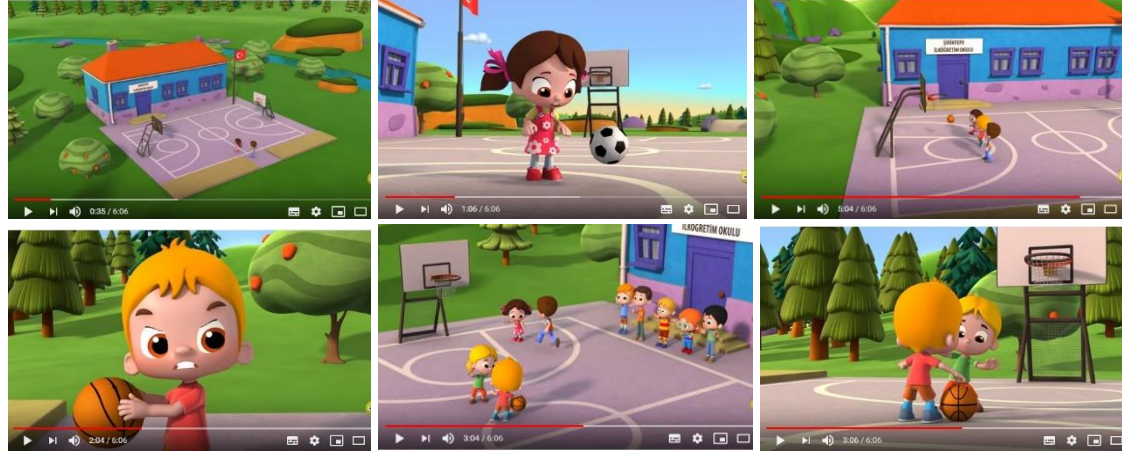 0:35 / 6:06
1:06 / 6:06
ŞİRİNTEPE
İLKÖĞRETİM OKULU
5:04 / 6:06
2:04 / 6:06
İLKÖĞRETİM OKULU
3:04 / 6:06
3:06 / 6:06